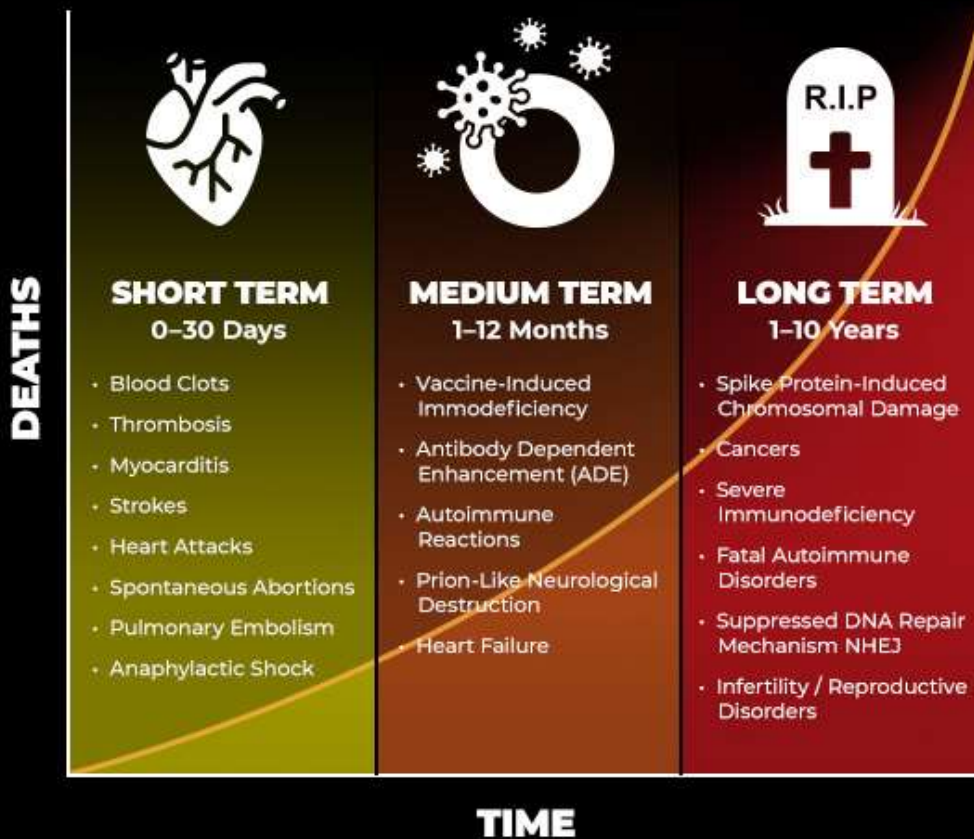 R.I.P
SHORT TERM
0–30 Days
• Blood Clots
• Thrombosis
• Myocarditis
• Strokes
• Heart Attacks
• Spontaneous Abortions
• Pulmonary Embolism
• Anaphylactic Shock
MEDIUM TERM
1–12 Months
• Vaccine-Induced
Immodeficiency
• Antibody Dependent
Enhancement (ADE)
• Autoimmune
Reactions
• Prion-Like Neurological
Destruction
• Heart Failure
LONG TERM
1–10 Years
• Spike Protein-Induced
Chromosomal Damage
• Cancers
• Severe
Immunodeficiency
• Fatal Autoimmune
Disorders
• Suppressed DNA Repair
Mechanism NHEJ
• Infertility / Reproductive
Disorders
DEATHS
TIME